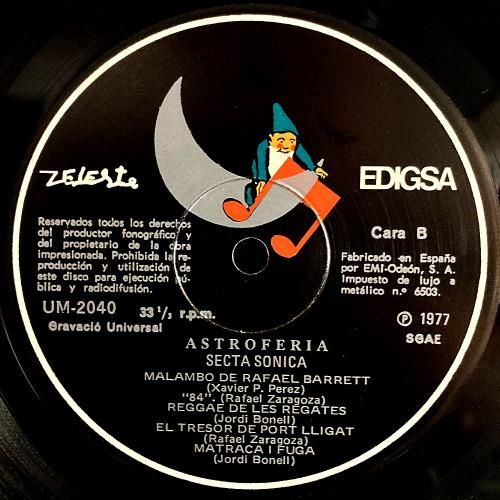 zeleste
EDIGSA
Reservados todos los derechos
del productor fonográfico y
del propietario de la obra
impresionada. Prohibida la re-
producción y utilización de
este disco para ejecución pú-
blica y radiodifusión.
UM-2040 33 1/3 r.p.m.
Gravació Universal
Cara B
Fabricado en España
por EMI-Odeón, S. A.
Impuesto de lujo a
metálico n.º 6503.
Ⓟ 1977
SGAE
ASTROFERIA
SECTA SONICA
MALAMBO DE RAFAEL BARRETT
(Xavier P. Perez)
"84". (Rafael Zaragoza)
REGGAE DE LES REGATES
(Jordi Bonell)
EL TRESOR DE PORT LLIGAT
(Rafael Zaragoza)
MATRACA I FUGA
(Jordi Bonell)